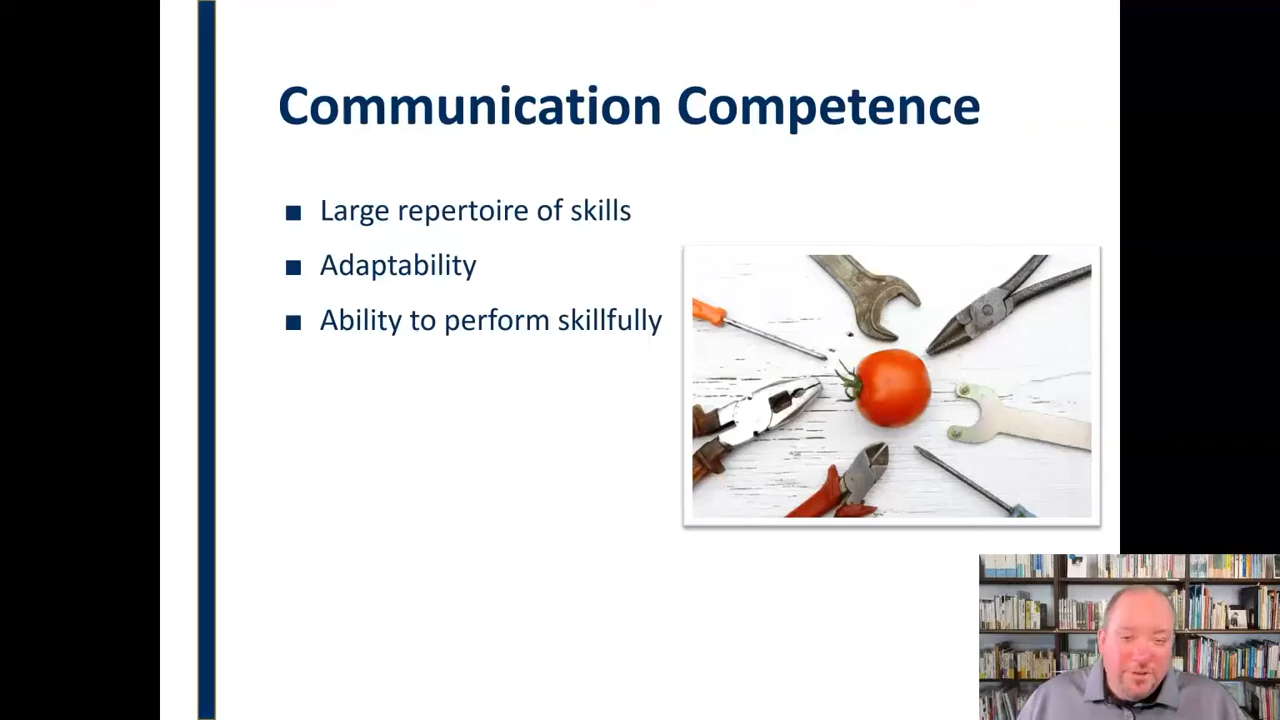 Communication Competence
Large repertoire of skills
Adaptability
Ability to perform skillfully